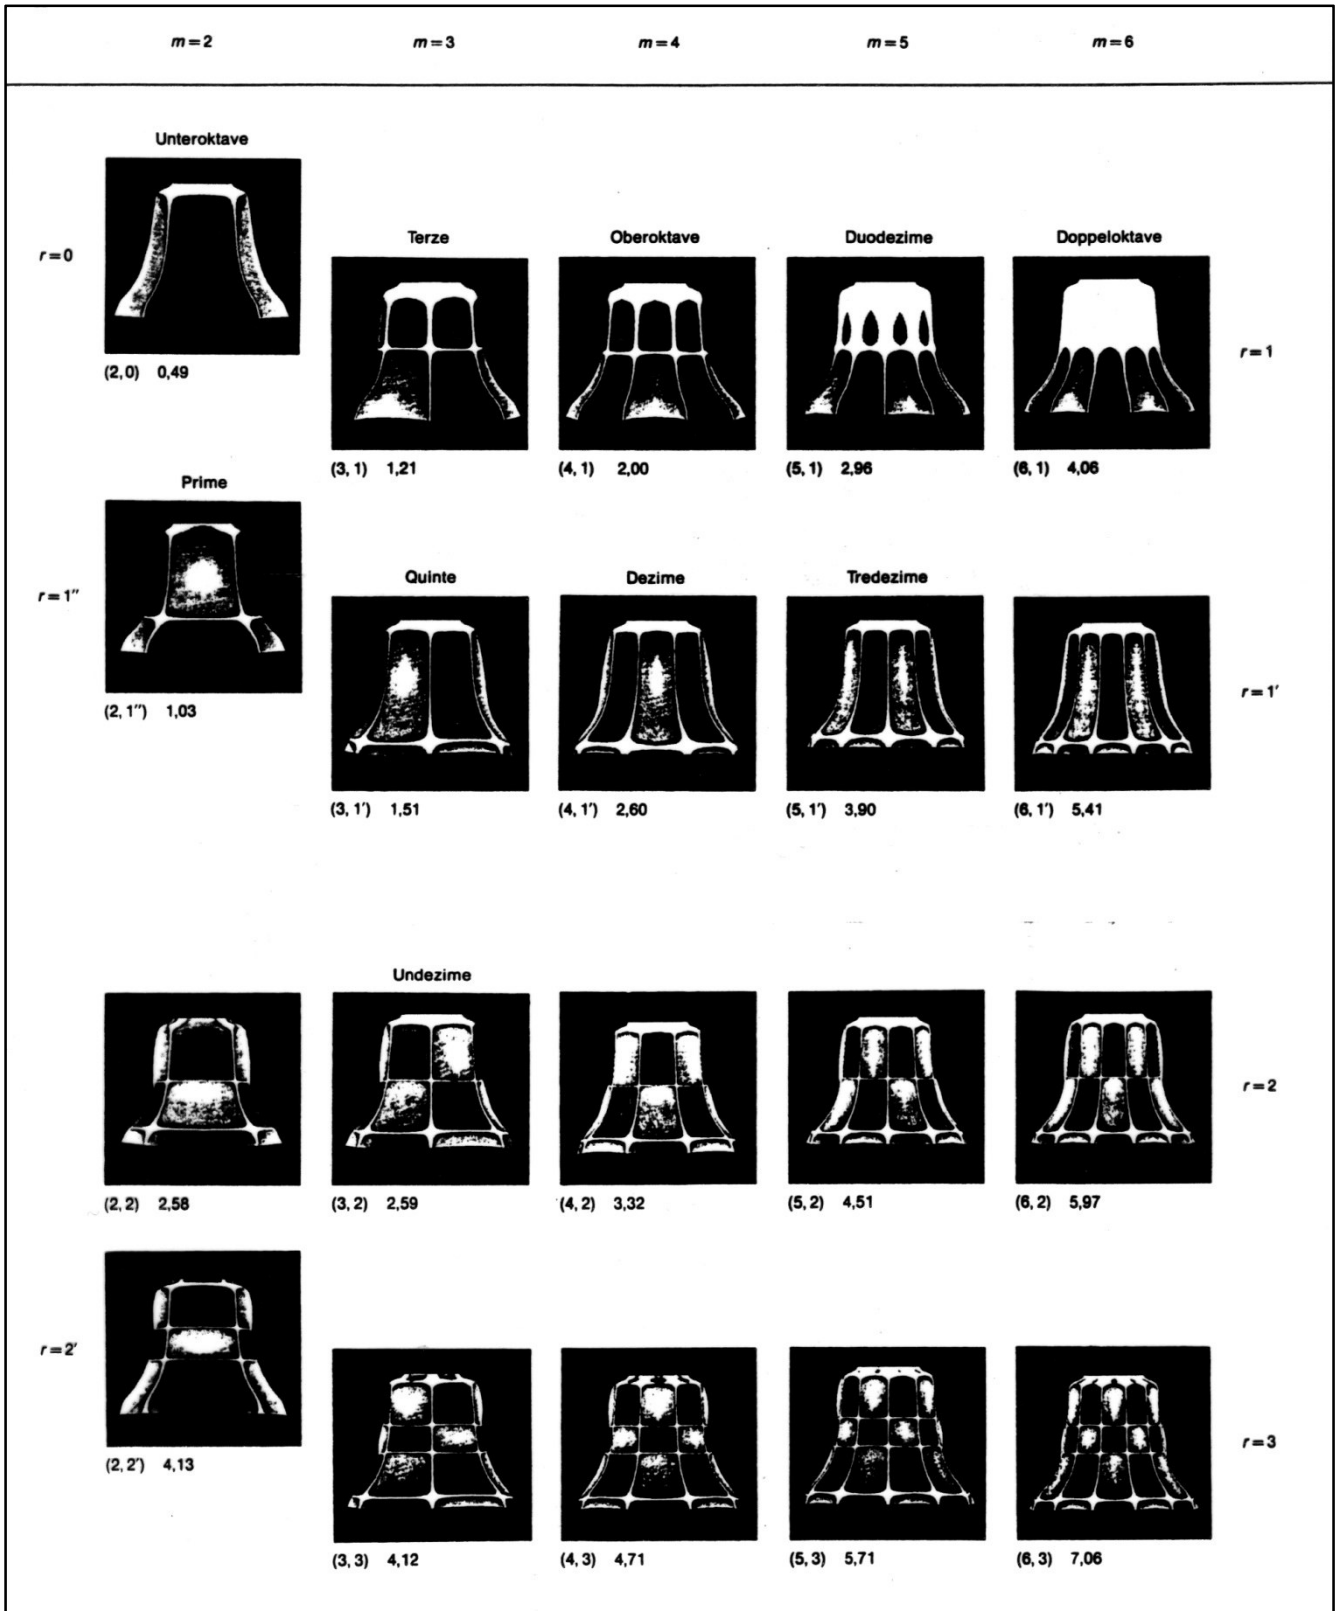 m=2 m=3 m=4 m=5 m=6
Unteroktave
r=0
Terze Oberoktave Duodezime Doppeloktave
r=1
(2, 0) 0,49
(3, 1) 1,21 (4, 1) 2,00 (5, 1) 2,96 (6, 1) 4,06
Prime
r=1″
Quinte Dezime Tredezime
r=1′
(2, 1″) 1,03
(3, 1′) 1,51 (4, 1′) 2,60 (5, 1′) 3,90 (6, 1′) 5,41
Undezime
r=2
(2, 2) 2,58 (3, 2) 2,59 (4, 2) 3,32 (5, 2) 4,51 (6, 2) 5,97
r=2′
(2, 2′) 4,13
r=3
(3, 3) 4,12 (4, 3) 4,71 (5, 3) 5,71 (6, 3) 7,06